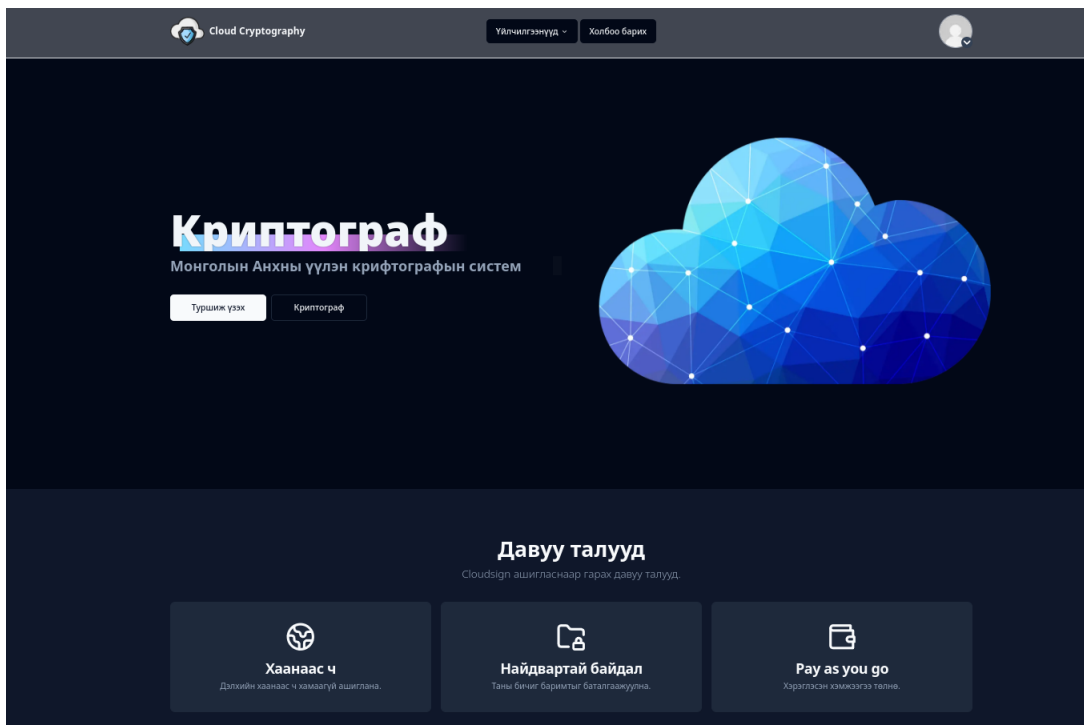 Cloud Cryptography
Үйлчилгээнүүд
Холбоо барих
Криптограф
Монголын Анхны үүлэн крифтографын систем
Туршиж үзэх
Криптограф
Давуу талууд
Cloudsign ашигласнаар гарах давуу талууд.
Хаанаас ч
Дэлхийн хаанаас ч хамаагүй ашиглана.
Найдвартай байдал
Таны бичиг баримтыг баталгаажуулна.
Pay as you go
Хэрэглэсэн хэмжээгээ төлнө.